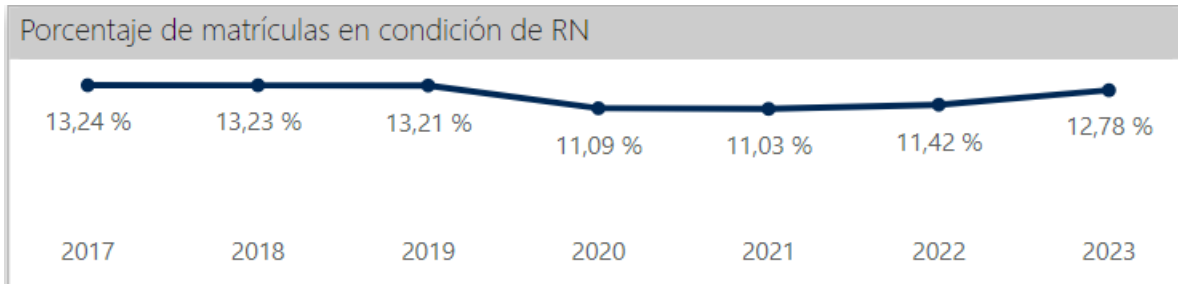 Porcentaje de matrículas en condición de RN
13,24 % 13,23 % 13,21 % 11,09 % 11,03 % 11,42 % 12,78 %
2017 2018 2019 2020 2021 2022 2023